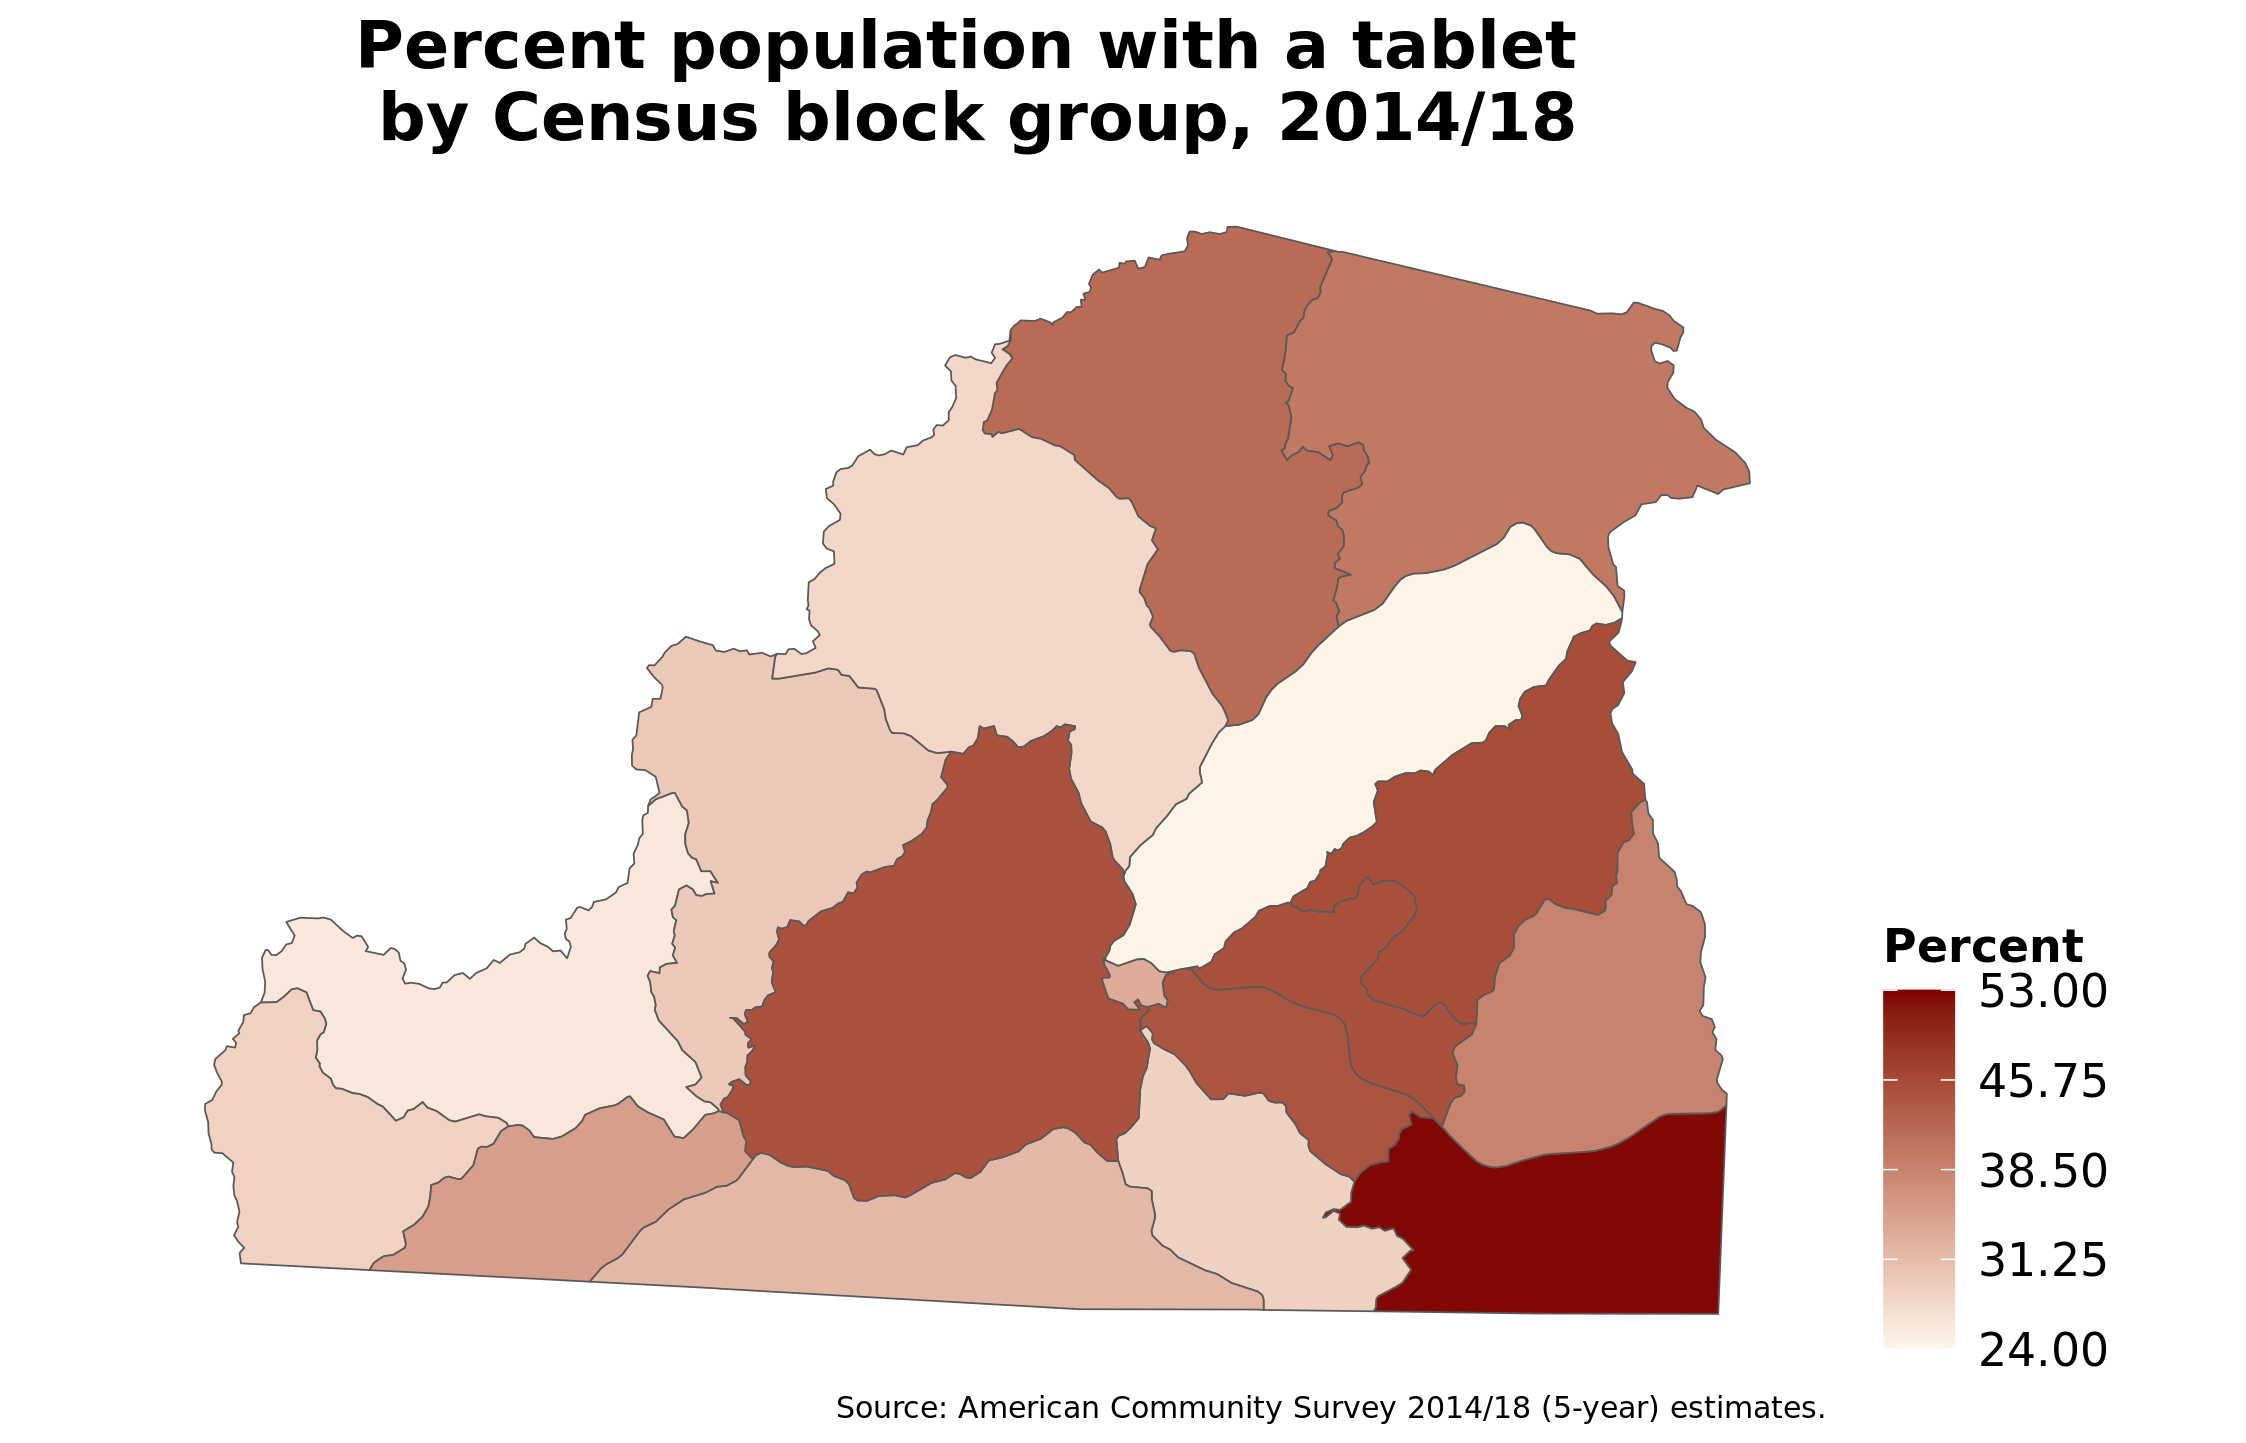 Percent population with a tablet
by Census block group, 2014/18
Percent
53.00
45.75
38.50
31.25
24.00
Source: American Community Survey 2014/18 (5-year) estimates.